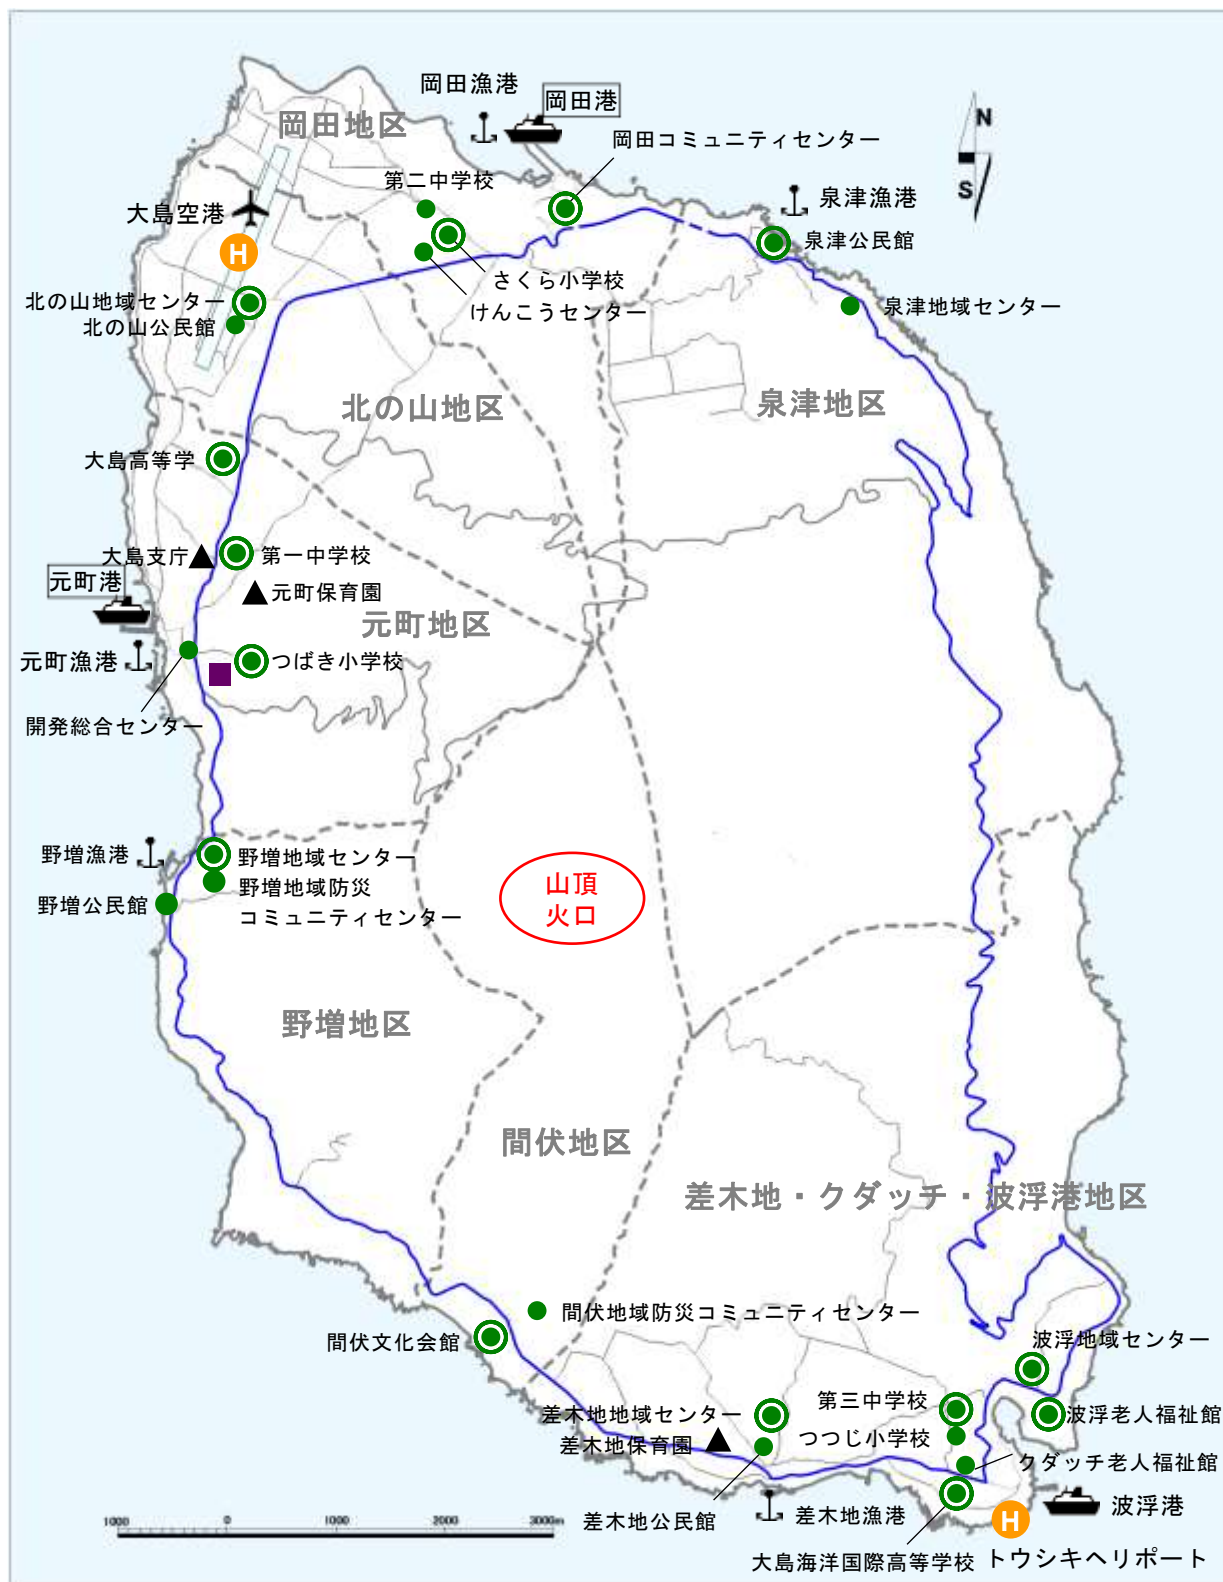 岡田漁港
岡田港
岡田地区
岡田コミュニティセンター
N
S
第二中学校
大島空港
泉津漁港
H
泉津公民館
さくら小学校
北の山地域センター
けんこうセンター
泉津地域センター
北の山公民館
北の山地区
泉津地区
大島高等学
大島支庁
第一中学校
元町港
元町保育園
元町地区
元町漁港
つばき小学校
開発総合センター
野増漁港
野増地域センター
野増地域防災
コミュニティセンター
野増公民館
山頂
火口
野増地区
間伏地区
差木地・クダッチ・波浮港地区
間伏地域防災コミュニティセンター
間伏文化会館
波浮地域センター
第三中学校
差木地地域センター
波浮老人福祉館
つつじ小学校
差木地保育園
クダッチ老人福祉館
差木地公民館
差木地漁港
H
波浮港
大島海洋国際高等学校
トウシキヘリポート
1000 0 1000 2000 3000m